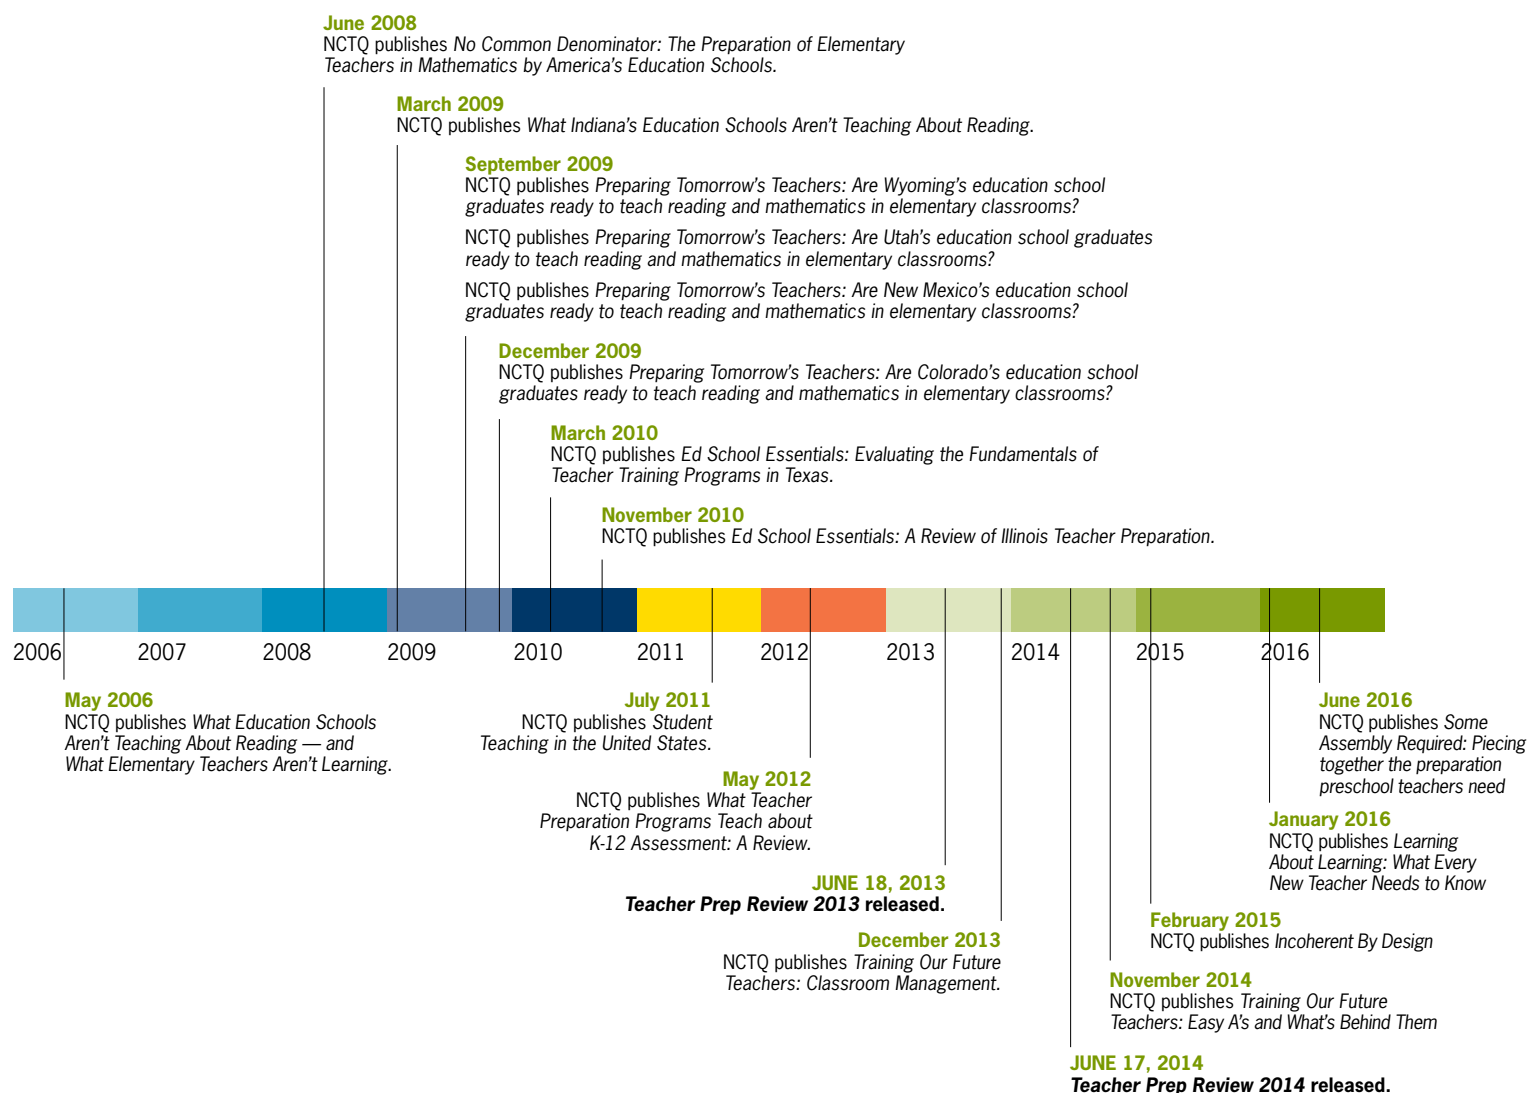 June 2008
NCTQ publishes No Common Denominator: The Preparation of Elementary
Teachers in Mathematics by America’s Education Schools.
March 2009
NCTQ publishes What Indiana’s Education Schools Aren’t Teaching About Reading.
September 2009
NCTQ publishes Preparing Tomorrow’s Teachers: Are Wyoming’s education school
graduates ready to teach reading and mathematics in elementary classrooms?
NCTQ publishes Preparing Tomorrow’s Teachers: Are Utah’s education school graduates
ready to teach reading and mathematics in elementary classrooms?
NCTQ publishes Preparing Tomorrow’s Teachers: Are New Mexico’s education school
graduates ready to teach reading and mathematics in elementary classrooms?
December 2009
NCTQ publishes Preparing Tomorrow’s Teachers: Are Colorado’s education school
graduates ready to teach reading and mathematics in elementary classrooms?
March 2010
NCTQ publishes Ed School Essentials: Evaluating the Fundamentals of
Teacher Training Programs in Texas.
November 2010
NCTQ publishes Ed School Essentials: A Review of Illinois Teacher Preparation.
2006 2007 2008 2009 2010 2011 2012 2013 2014 2015 2016
May 2006
NCTQ publishes What Education Schools
Aren’t Teaching About Reading — and
What Elementary Teachers Aren’t Learning.
July 2011
NCTQ publishes Student
Teaching in the United States.
May 2012
NCTQ publishes What Teacher
Preparation Programs Teach about
K-12 Assessment: A Review.
JUNE 18, 2013
Teacher Prep Review 2013 released.
December 2013
NCTQ publishes Training Our Future
Teachers: Classroom Management.
June 2016
NCTQ publishes Some
Assembly Required: Piecing
together the preparation
preschool teachers need
January 2016
NCTQ publishes Learning
About Learning: What Every
New Teacher Needs to Know
February 2015
NCTQ publishes Incoherent By Design
November 2014
NCTQ publishes Training Our Future
Teachers: Easy A’s and What’s Behind Them
JUNE 17, 2014
Teacher Prep Review 2014 released.